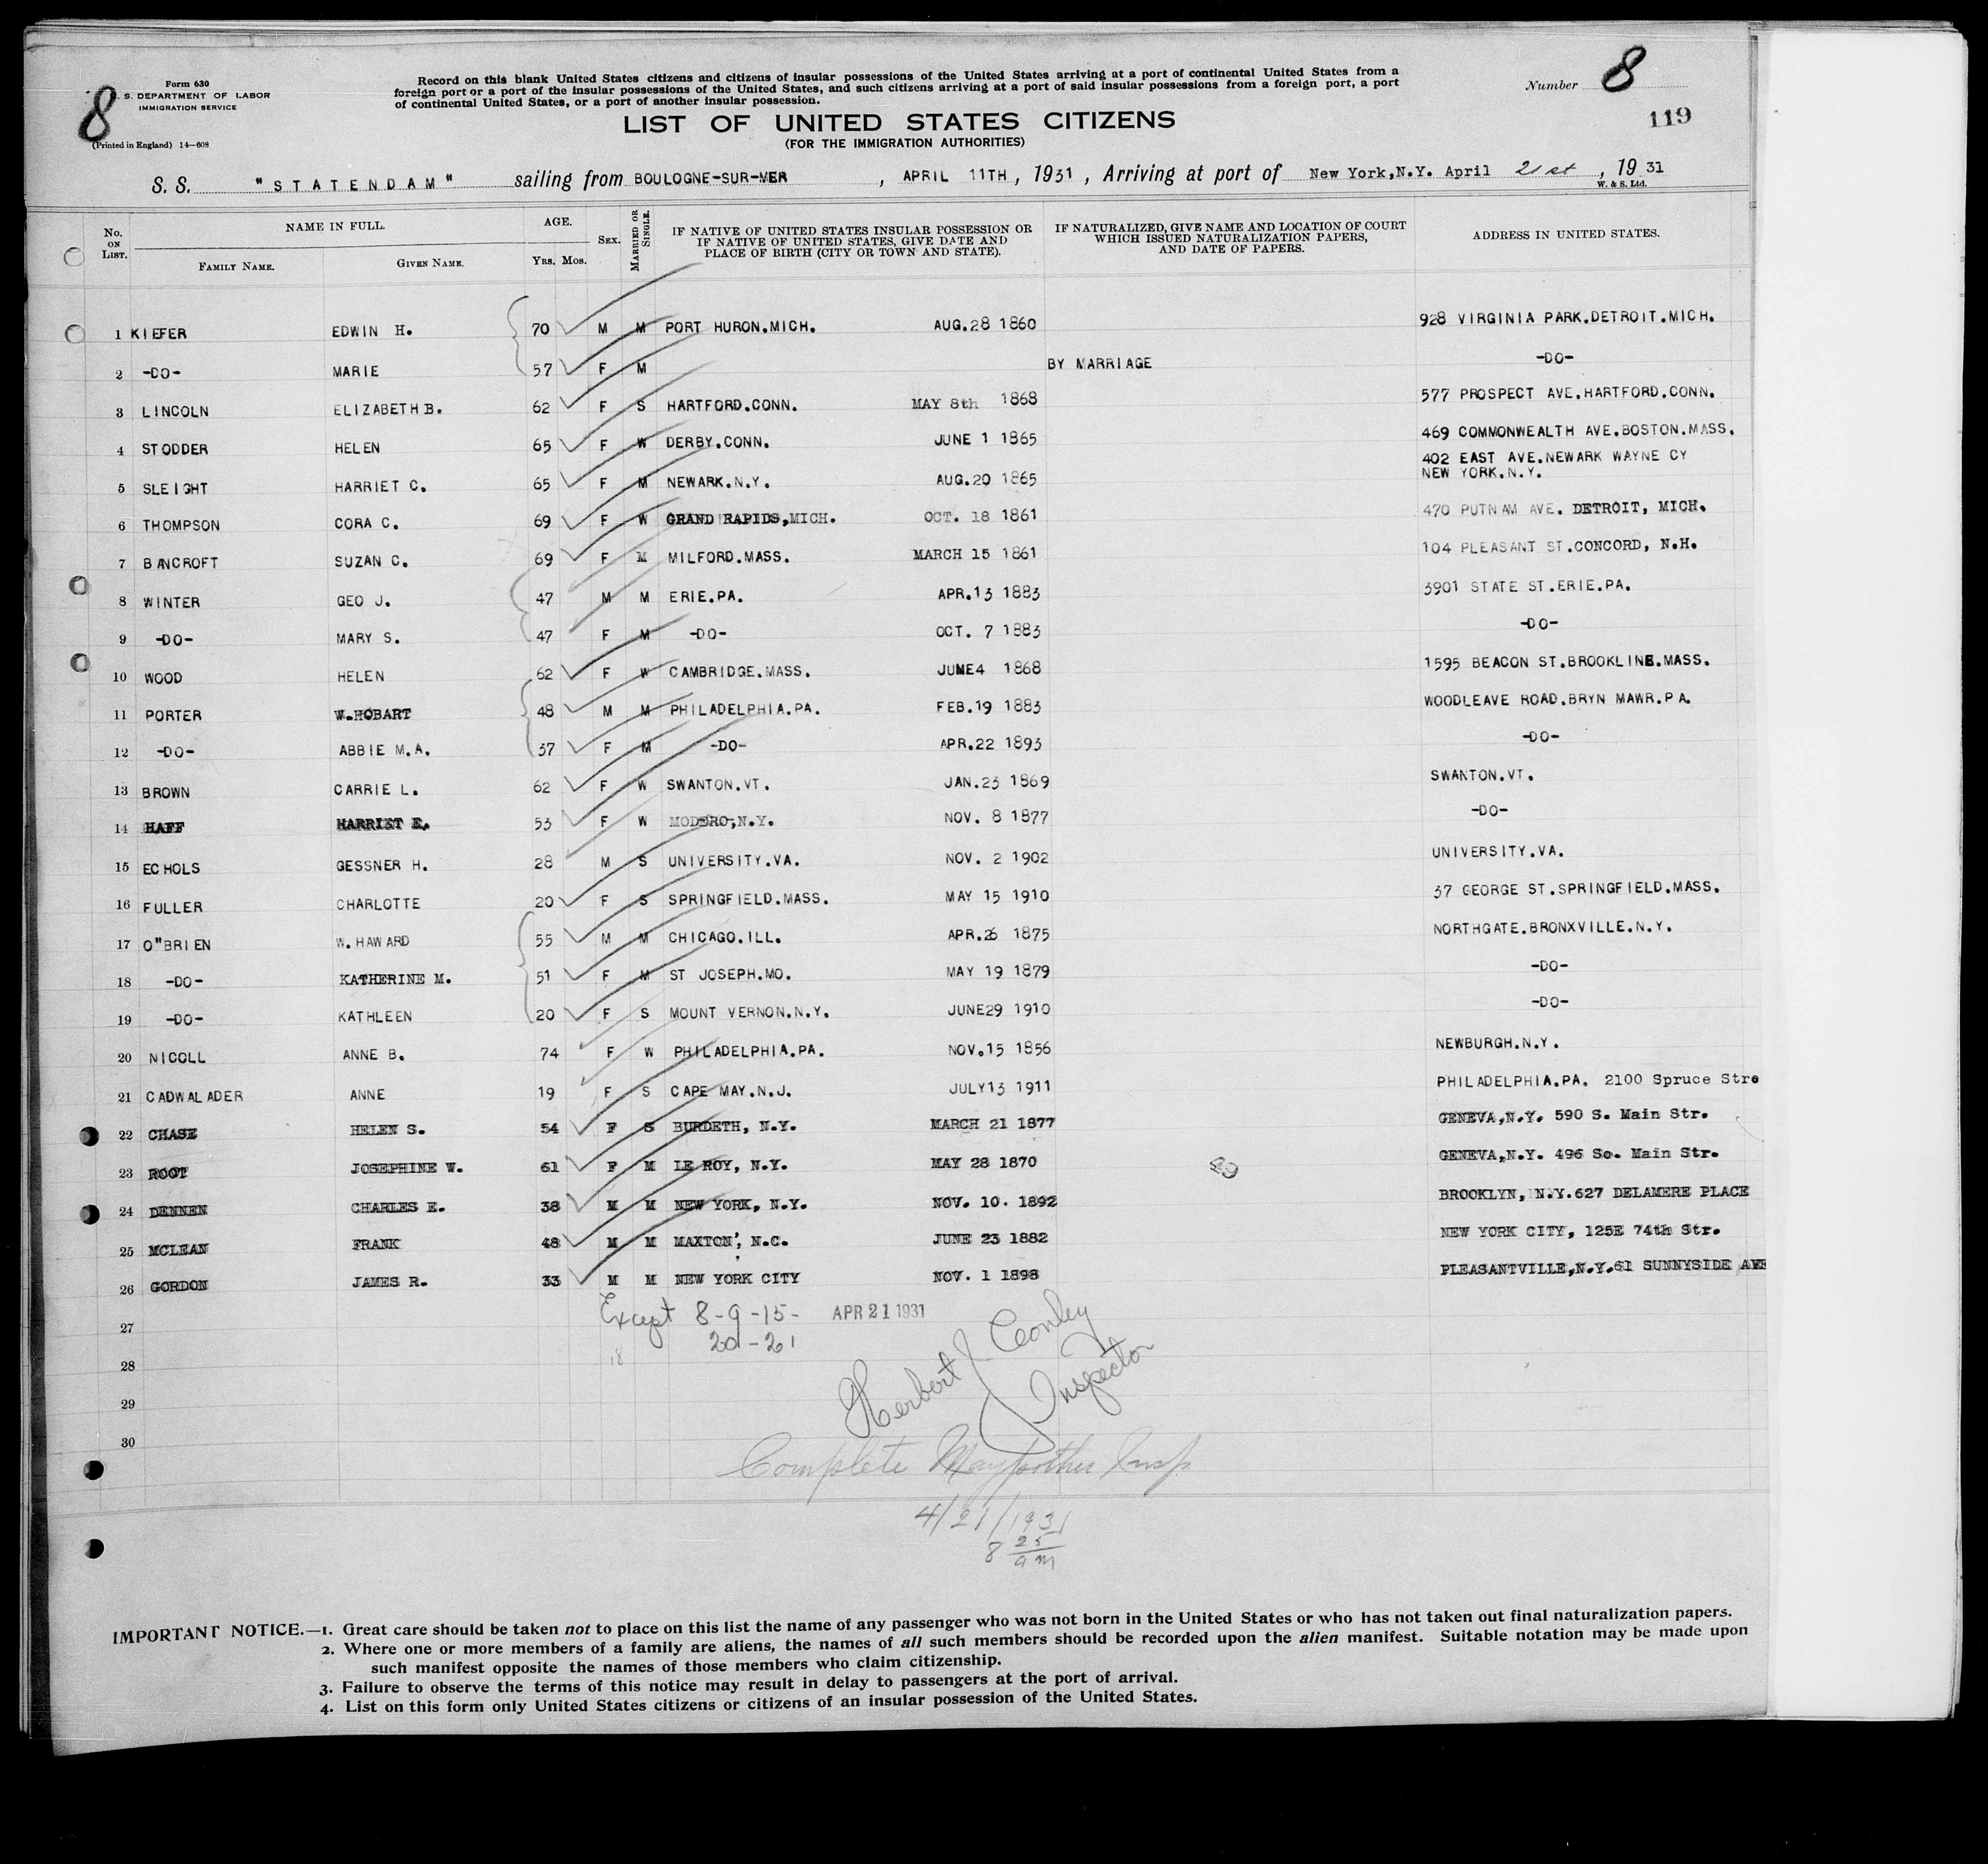 8
Form 630
S. DEPARTMENT OF LABOR
IMMIGRATION SERVICE
(Printed in England) 14—608
Record on this blank United States citizens and citizens of insular possessions of the United States arriving at a port of continental United States from a
foreign port or a port of the insular possessions of the United States, and such citizens arriving at a port of said insular possessions from a foreign port, a port
of continental United States, or a port of another insular possession.
Number 8
119
LIST OF UNITED STATES CITIZENS
(FOR THE IMMIGRATION AUTHORITIES)
S. S. "STATENDAM" sailing from BOULOGNE-SUR-MER , APRIL 11TH , 1931 , Arriving at port of New York,N.Y. April 21st , 19 31
W. & S. Ltd.
No. ON LIST. NAME IN FULL. FAMILY NAME. GIVEN NAME. AGE. YRS. MOS. SEX. MARRIED OR SINGLE. IF NATIVE OF UNITED STATES INSULAR POSSESSION OR IF NATIVE OF UNITED STATES, GIVE DATE AND PLACE OF BIRTH (CITY OR TOWN AND STATE). IF NATURALIZED, GIVE NAME AND LOCATION OF COURT WHICH ISSUED NATURALIZATION PAPERS, AND DATE OF PAPERS. ADDRESS IN UNITED STATES.
1 KIEFER EDWIN H. 70 M M PORT HURON.MICH. AUG.28 1860 928 VIRGINIA PARK.DETROIT.MICH.
2 -DO- MARIE 57 F M BY MARRIAGE -DO-
3 LINCOLN ELIZABETH B. 62 F S HARTFORD.CONN. MAY 8th 1868 577 PROSPECT AVE.HARTFORD.CONN.
4 STODDER HELEN 65 F W DERBY.CONN. JUNE 1 1865 469 COMMONWEALTH AVE.BOSTON.MASS.
5 SLEIGHT HARRIET C. 65 F M NEWARK.N.Y. AUG.20 1865 402 EAST AVE.NEWARK WAYNE CY
NEW YORK.N.Y.
6 THOMPSON CORA C. 69 F W GRAND RAPIDS,MICH. OCT. 18 1861 470 PUTNAM AVE. DETROIT, MICH.
7 BANCROFT SUZAN C. 69 F M MILFORD.MASS. MARCH 15 1861 104 PLEASANT ST.CONCORD, N.H.
8 WINTER GEO J. 47 M M ERIE.PA. APR.13 1883 3901 STATE ST.ERIE.PA.
9 -DO- MARY S. 47 F M -DO- OCT. 7 1883 -DO-
10 WOOD HELEN 62 F W CAMBRIDGE.MASS. JUNE4 1868 1595 BEACON ST.BROOKLINE.MASS.
11 PORTER W.HOBART 48 M M PHILADELPHIA.PA. FEB.19 1883 WOODLEAVE ROAD.BRYN MAWR.PA.
12 -DO- ABBIE M.A. 37 F M -DO- APR.22 1893 -DO-
13 BROWN CARRIE L. 62 F W SWANTON.VT. JAN.23 1869 SWANTON.VT.
14 HAFF HARRIET E. 53 F W N.Y. NOV. 8 1877 -DO-
15 ECHOLS GESSNER H. 28 M S UNIVERSITY.VA. NOV. 2 1902 UNIVERSITY.VA.
16 FULLER CHARLOTTE 20 F S SPRINGFIELD.MASS. MAY 15 1910 37 GEORGE ST.SPRINGFIELD.MASS.
17 O"BRIEN W. HAWARD 55 M M CHICAGO.ILL. APR.26 1875 NORTHGATE.BRONXVILLE.N.Y.
18 -DO- KATHERINE M. 51 F M ST JOSEPH.MO. MAY 19 1879 -DO-
19 -DO- KATHLEEN 20 F S MOUNT VERNON.N.Y. JUNE29 1910 -DO-
20 NICOLL ANNE B. 74 F W PHILADELPHIA.PA. NOV.15 1856 NEWBURGH.N.Y.
21 CADWALADER ANNE 19 F S CAPE MAY.N.J. JULY13 1911 PHILADELPHIA.PA. 2100 Spruce Stre
22 CHASE HELEN S. 54 F S BURDETH, N.Y. MARCH 21 1877 GENEVA,N.Y. 590 S. Main Str.
23 ROOT JOSEPHINE W. 61 F M LE ROY, N.Y. MAY 28 1870 GENEVA,N.Y. 496 So. Main Str.
24 DENNEN CHARLES E. 38 M M NEW YORK, N.Y. NOV. 10. 1892 BROOKLYN, N.Y.627 DELAMERE PLACE
25 MCLEAN FRANK 48 M M MAXTON, N.C. JUNE 23 1882 NEW YORK CITY, 125E 74th Str.
26 GORDON JAMES R. 33 M M NEW YORK CITY NOV. 1 1898 PLEASANTVILLE,N.Y.61 SUNNYSIDE AVE
27 Except 8-9-15- APR 21 1931
20-21
28 18
29 Herbert J Conley
Inspector
30
Complete Insp
4/21/1931
8 25
am
IMPORTANT NOTICE.—1. Great care should be taken not to place on this list the name of any passenger who was not born in the United States or who has not taken out final naturalization papers.
2. Where one or more members of a family are aliens, the names of all such members should be recorded upon the alien manifest. Suitable notation may be made upon
such manifest opposite the names of those members who claim citizenship.
3. Failure to observe the terms of this notice may result in delay to passengers at the port of arrival.
4. List on this form only United States citizens or citizens of an insular possession of the United States.